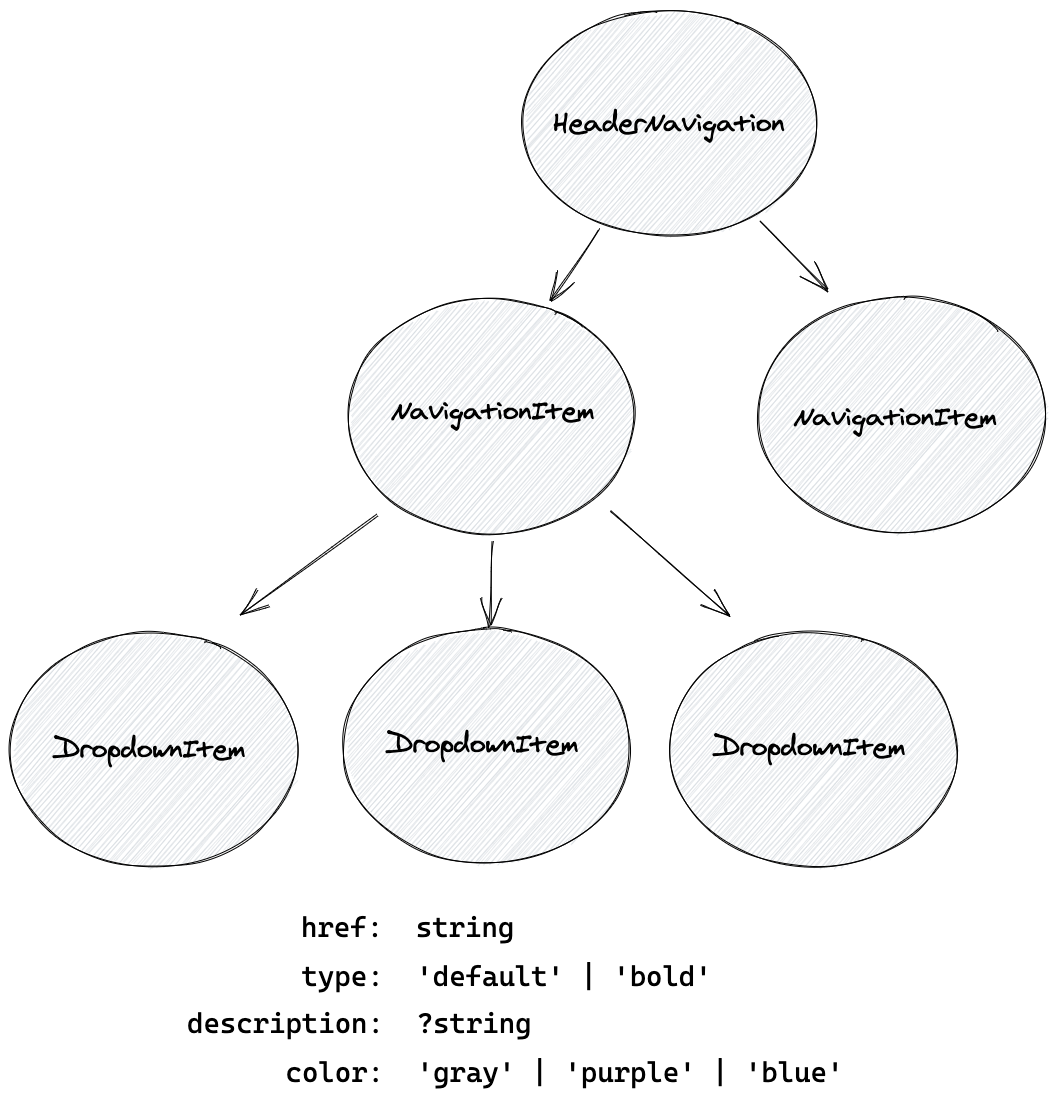 HeaderNavigation
NavigationItem
NavigationItem
DropdownItem
DropdownItem
DropdownItem
href: string
type: 'default' | 'bold'
description: ?string
color: 'gray' | 'purple' | 'blue'